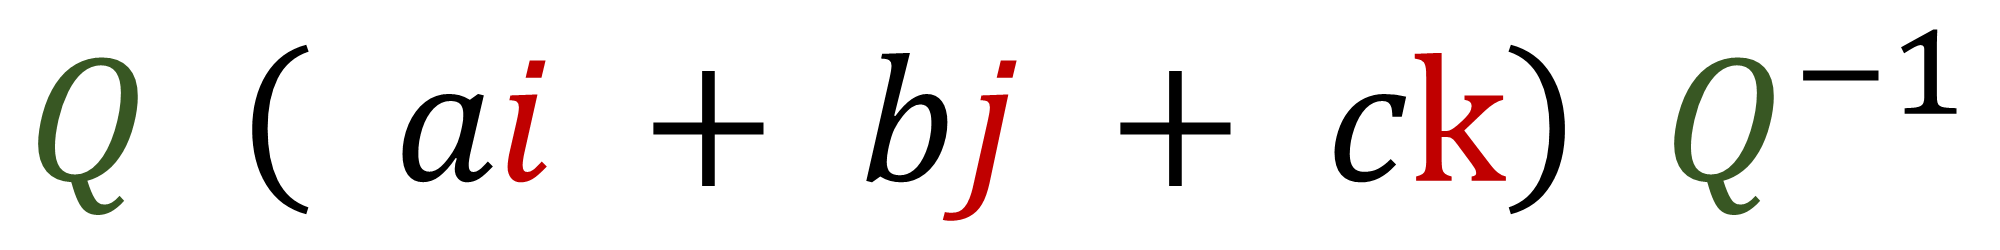 Q ( ai + bj + ck) Q⁻¹